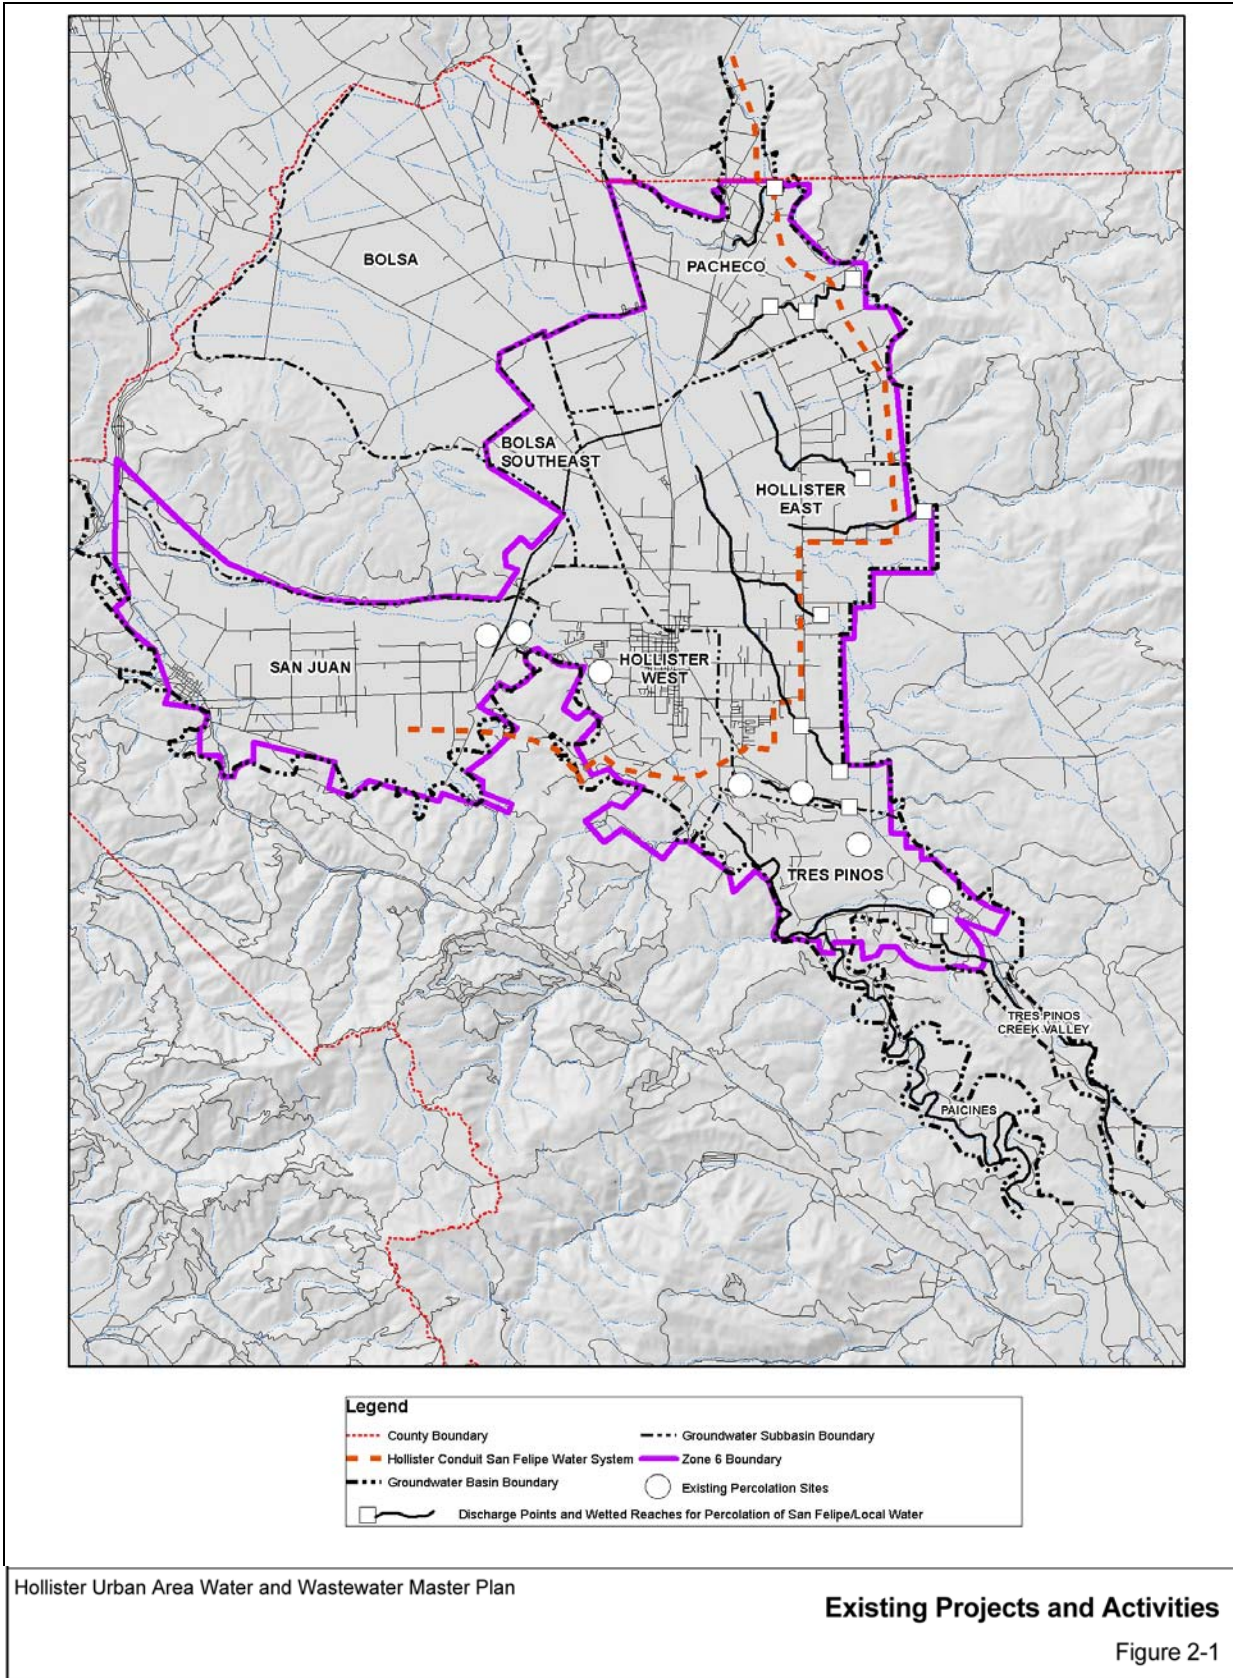 BOLSA
PACHECO
BOLSA
SOUTHEAST
HOLLISTER
EAST
SAN JUAN
HOLLISTER
WEST
TRES PINOS
TRES PINOS
CREEK VALLEY
PAICINES
Legend
County Boundary
Groundwater Subbasin Boundary
Hollister Conduit San Felipe Water System
Zone 6 Boundary
Groundwater Basin Boundary
Existing Percolation Sites
Discharge Points and Wetted Reaches for Percolation of San Felipe/Local Water
Hollister Urban Area Water and Wastewater Master Plan
Existing Projects and Activities
Figure 2-1